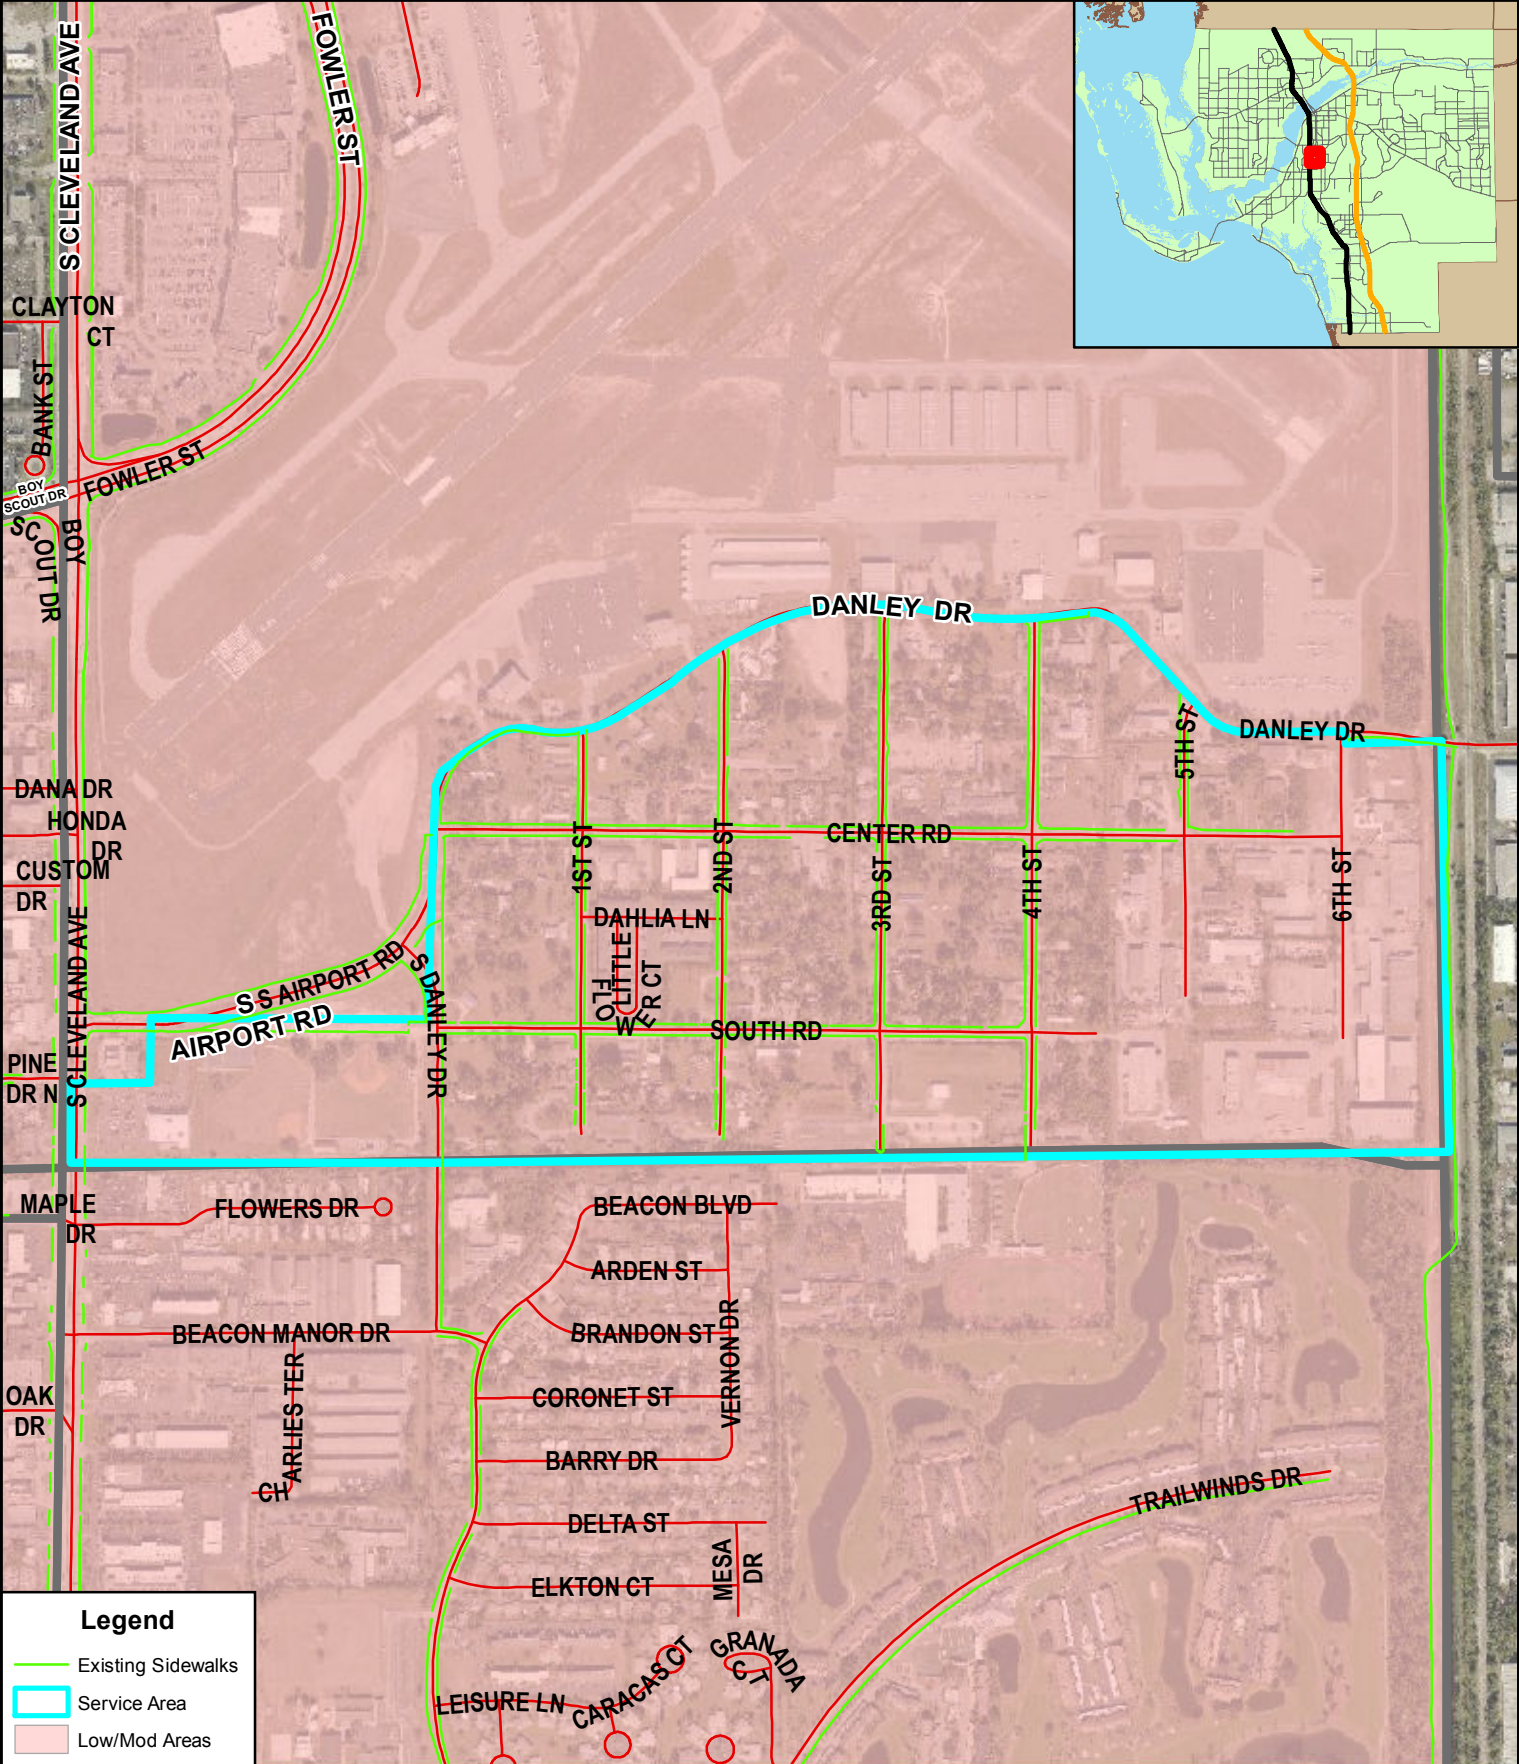 S CLEVELAND AVE
FOWLER ST
CLAYTON
CT
BANK ST
BOY
SCOUT DR
FOWLER ST
BOY
SCOUT DR
DANLEY DR
DANLEY DR
5TH ST
DANA DR
HONDA
DR
CUSTOM
DR
CENTER RD
1ST ST
2ND ST
3RD ST
4TH ST
6TH ST
DAHLIA LN
LITTLE
FLOWER CT
S CLEVELAND AVE
S S AIRPORT RD
AIRPORT RD
S DANLEY DR
SOUTH RD
PINE
DR N
MAPLE
DR
FLOWERS DR
BEACON BLVD
ARDEN ST
BEACON MANOR DR
BRANDON ST
VERNON DR
CHARLIES TER
OAK
DR
CORONET ST
BARRY DR
TRAILWINDS DR
DELTA ST
MESA
DR
ELKTON CT
GRANADA
CT
CARACAS CT
LEISURE LN
Legend
Existing Sidewalks
Service Area
Low/Mod Areas